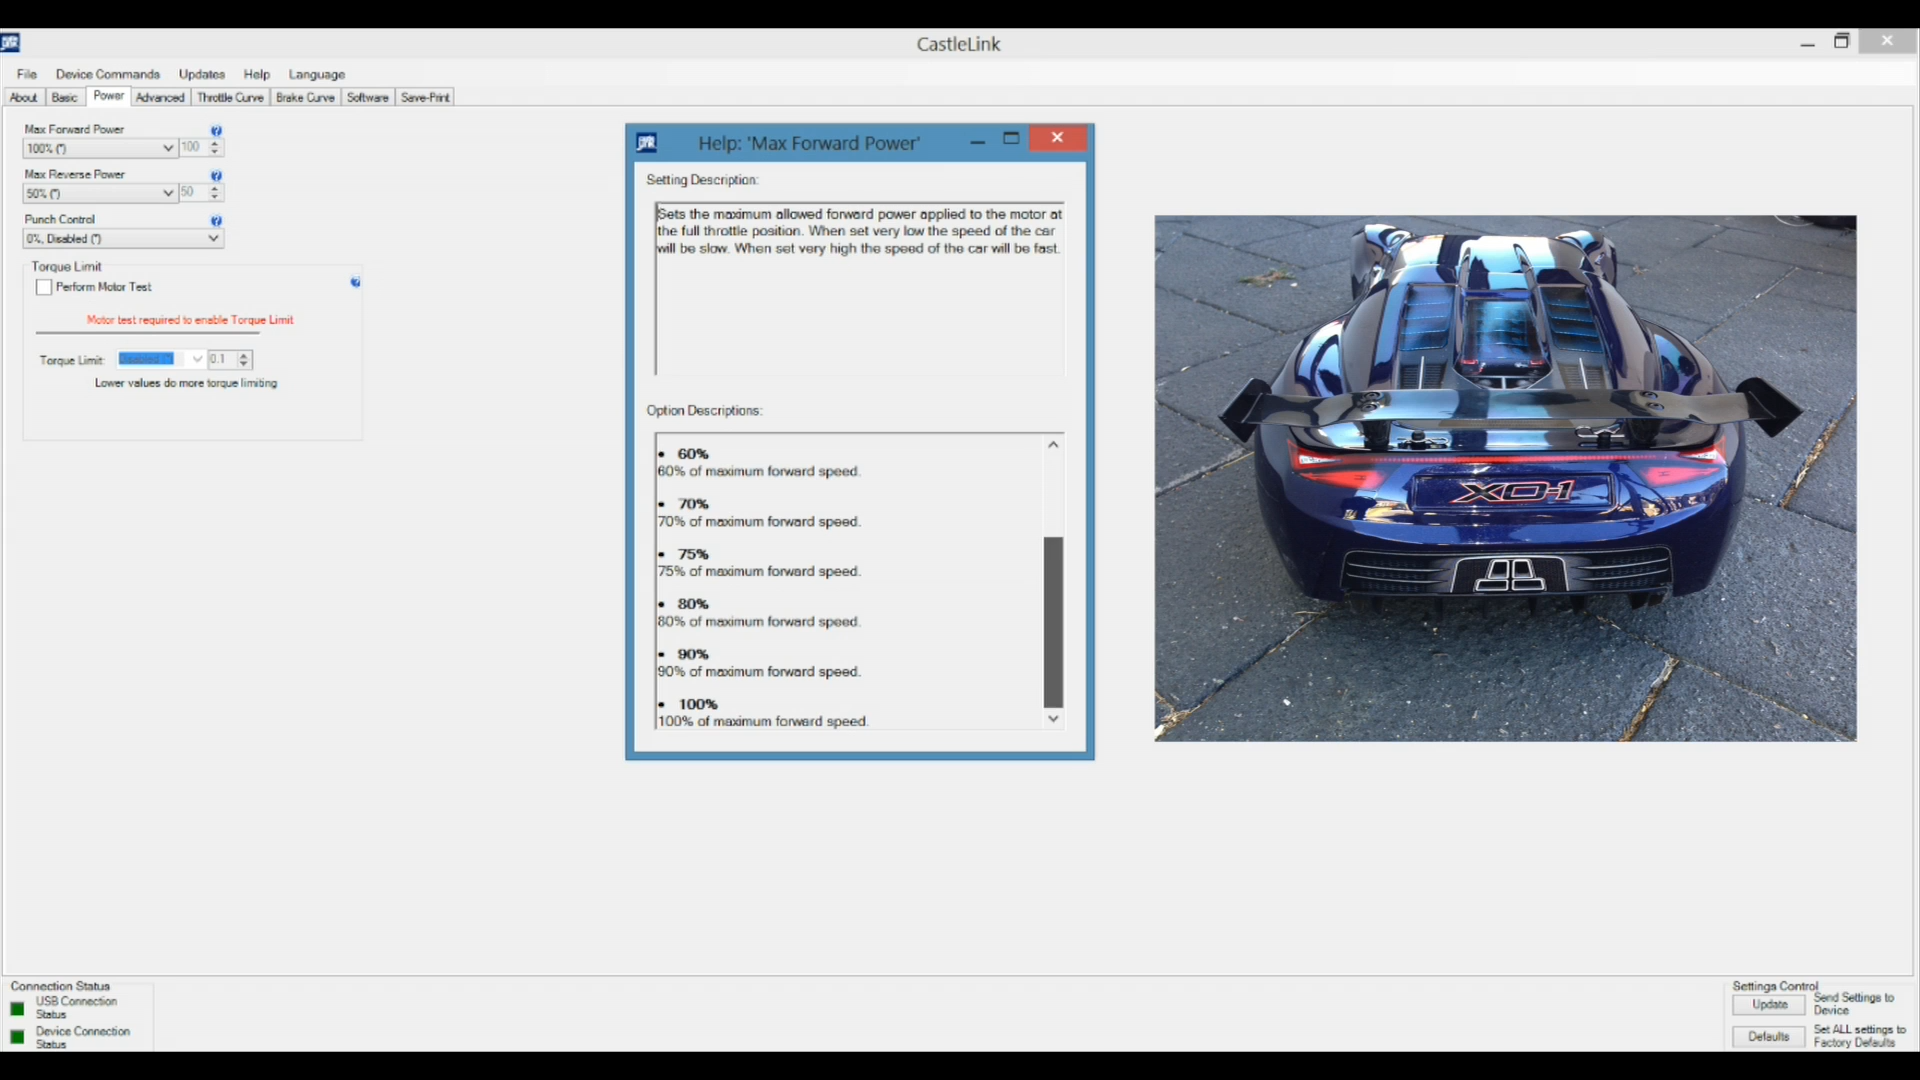 CastleLink
File Device Commands Updates Help Language
About Basic Power Advanced Throttle Curve Brake Curve Software Save-Print
Max Forward Power
100% (*) 100
Max Reverse Power
50% (*) 50
Punch Control
0%, Disabled (*)
Torque Limit
Perform Motor Test
Motor test required to enable Torque Limit
Torque Limit: Disabled (*) 0.1
Lower values do more torque limiting
Help: 'Max Forward Power'
Setting Description:
Sets the maximum allowed forward power applied to the motor at
the full throttle position. When set very low the speed of the car
will be slow. When set very high the speed of the car will be fast.
Option Descriptions:
• 60%
60% of maximum forward speed.
• 70%
70% of maximum forward speed.
• 75%
75% of maximum forward speed.
• 80%
80% of maximum forward speed.
• 90%
90% of maximum forward speed.
• 100%
100% of maximum forward speed.
XO-1
Connection Status
USB Connection
Status
Device Connection
Status
Settings Control
Update
Send Settings to
Device
Defaults
Set ALL settings to
Factory Defaults